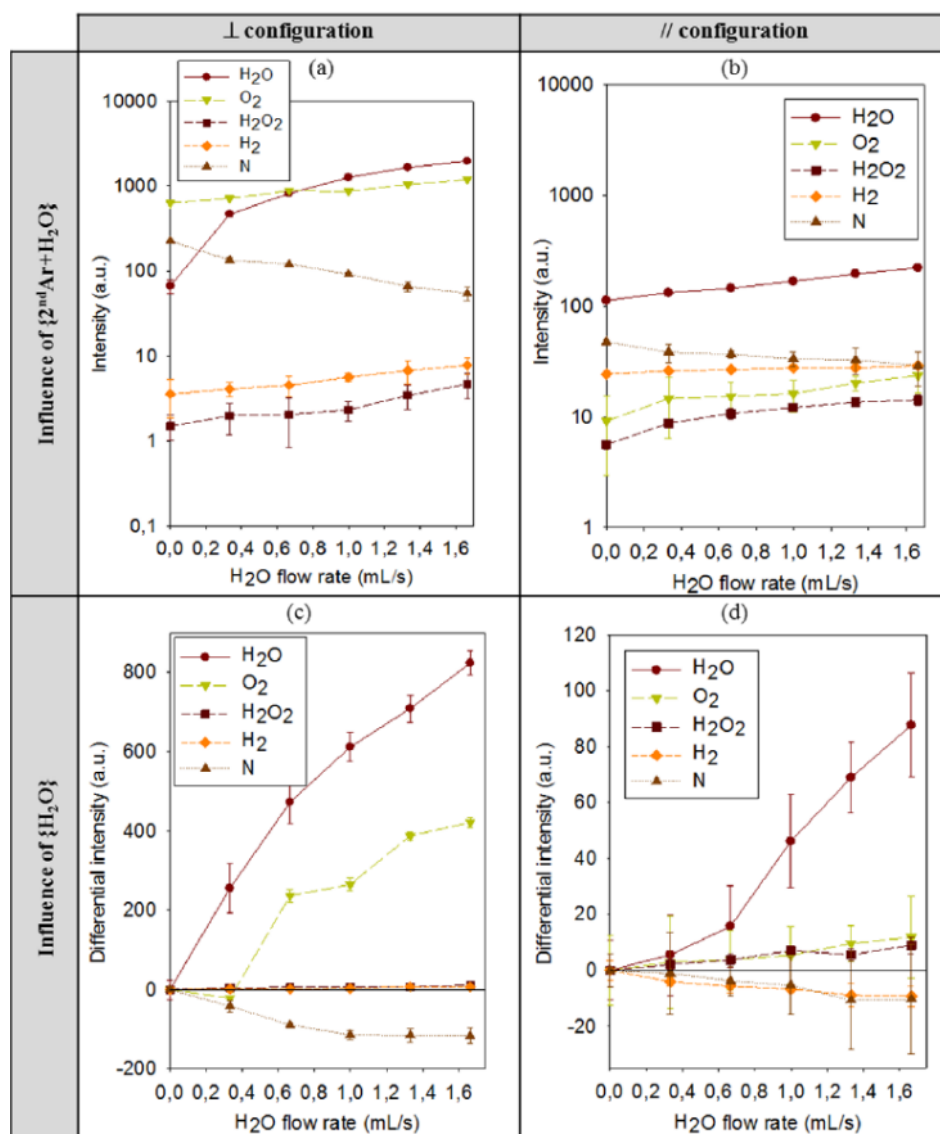 ⊥ configuration
// configuration
Influence of {2ndAr+H2O}
(a)
H2O
O2
H2O2
H2
N
10000
1000
100
10
1
0,1
Intensity (a.u.)
0,0 0,2 0,4 0,6 0,8 1,0 1,2 1,4 1,6
H2O flow rate (mL/s)
(b)
H2O
O2
H2O2
H2
N
10000
1000
100
10
1
Intensity (a.u.)
0,0 0,2 0,4 0,6 0,8 1,0 1,2 1,4 1,6
H2O flow rate (mL/s)
Influence of {H2O}
(c)
H2O
O2
H2O2
H2
N
800
600
400
200
0
-200
Differential intensity (a.u.)
0,0 0,2 0,4 0,6 0,8 1,0 1,2 1,4 1,6
H2O flow rate (mL/s)
(d)
H2O
O2
H2O2
H2
N
120
100
80
60
40
20
0
-20
Differential intensity (a.u.)
0,0 0,2 0,4 0,6 0,8 1,0 1,2 1,4 1,6
H2O flow rate (mL/s)